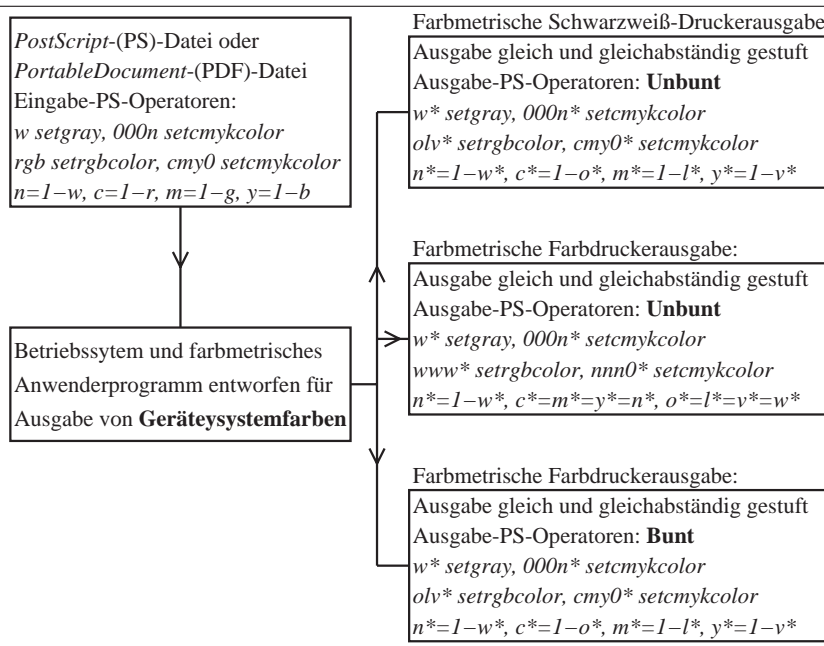 PostScript-(PS)-Datei oder
PortableDocument-(PDF)-Datei
Eingabe-PS-Operatoren:
w setgray, 000n setcmykcolor
rgb setrgbcolor, cmy0 setcmykcolor
n=1–w, c=1–r, m=1–g, y=1–b
Betriebssytem und farbmetrisches
Anwenderprogramm entworfen für
Ausgabe von Geräteysystemfarben
Farbmetrische Schwarzweiß-Druckerausgabe
Ausgabe gleich und gleichabständig gestuft
Ausgabe-PS-Operatoren: Unbunt
w* setgray, 000n* setcmykcolor
olv* setrgbcolor, cmy0* setcmykcolor
n*=1–w*, c*=1–o*, m*=1–l*, y*=1–v*
Farbmetrische Farbdruckerausgabe:
Ausgabe gleich und gleichabständig gestuft
Ausgabe-PS-Operatoren: Unbunt
w* setgray, 000n* setcmykcolor
www* setrgbcolor, nnn0* setcmykcolor
n*=1–w*, c*=m*=y*=n*, o*=l*=v*=w*
Farbmetrische Farbdruckerausgabe:
Ausgabe gleich und gleichabständig gestuft
Ausgabe-PS-Operatoren: Bunt
w* setgray, 000n* setcmykcolor
olv* setrgbcolor, cmy0* setcmykcolor
n*=1–w*, c*=1–o*, m*=1–l*, y*=1–v*